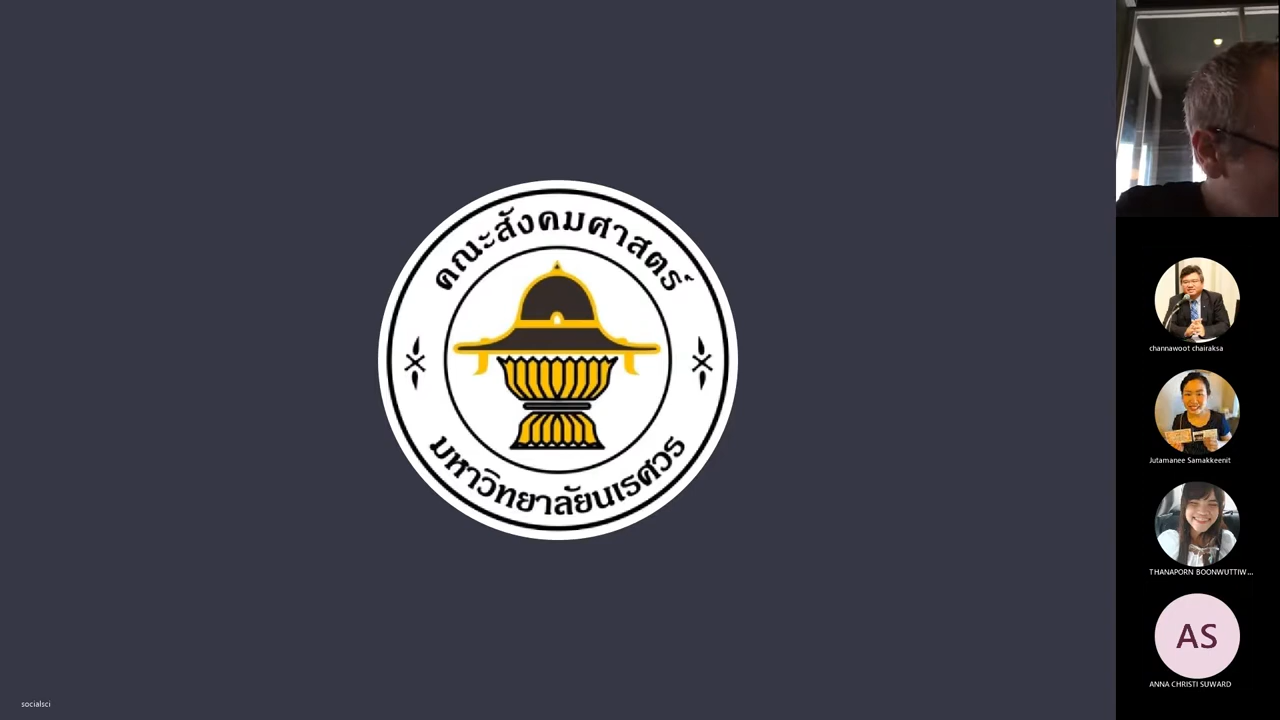 คณะสังคมศาสตร์
มหาวิทยาลัยนเรศวร
socialsci
channawoot chairaksa
Jutamanee Samakkeenit
THANAPORN BOONWUTTIW...
AS
ANNA CHRISTI SUWARD